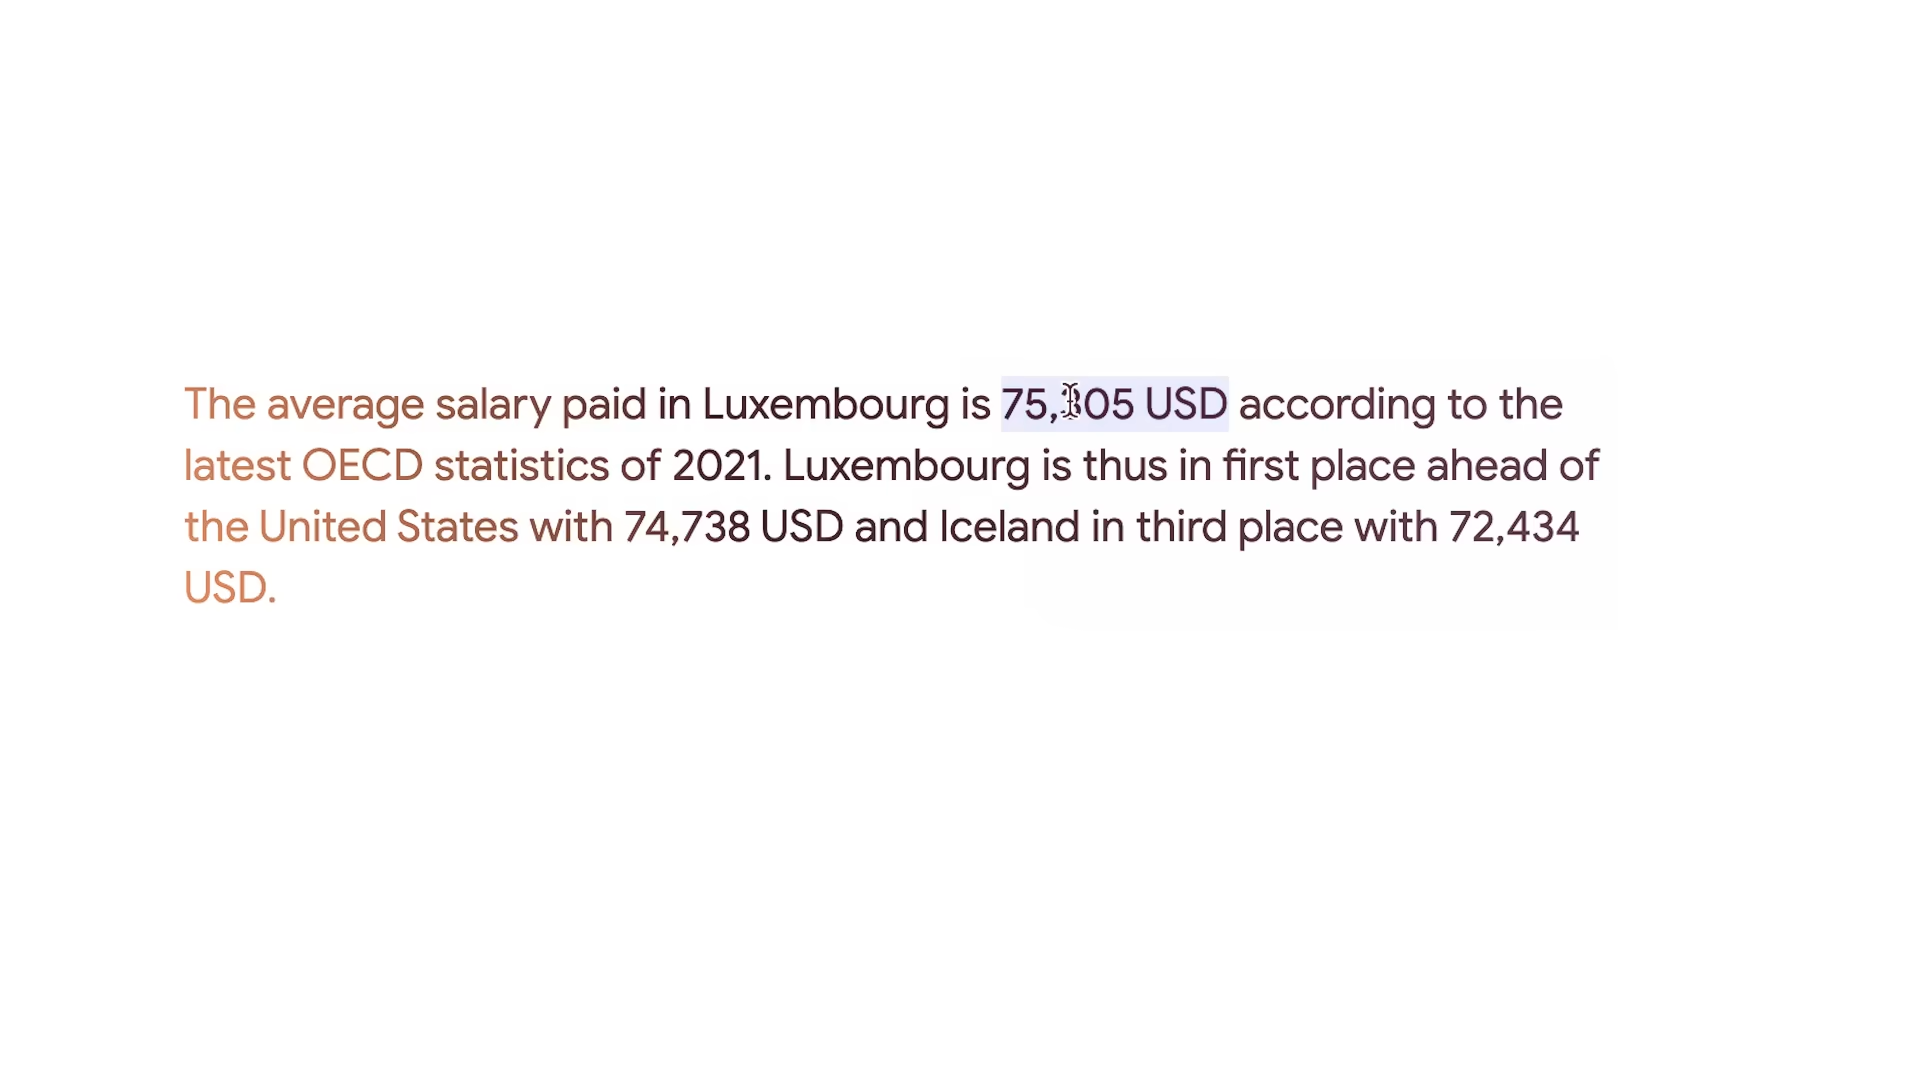 The average salary paid in Luxembourg is 75,305 USD according to the
latest OECD statistics of 2021. Luxembourg is thus in first place ahead of
the United States with 74,738 USD and Iceland in third place with 72,434
USD.